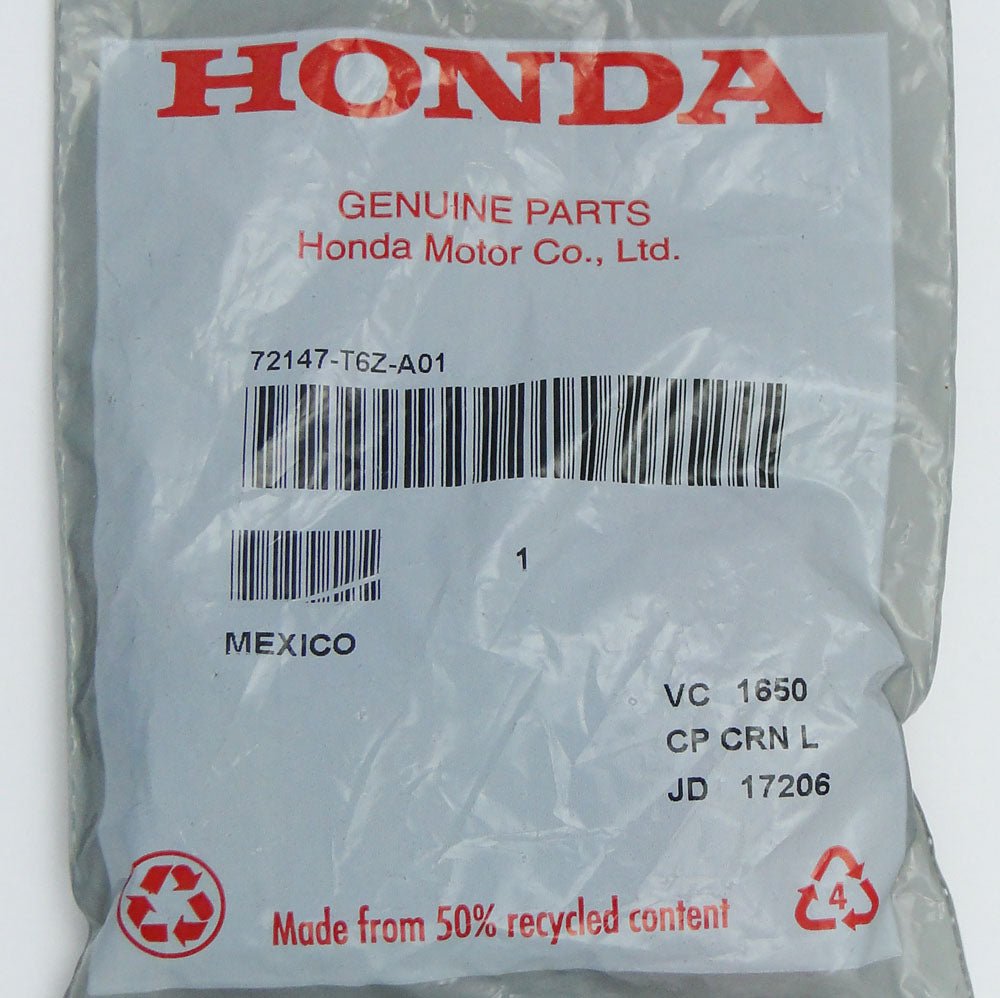 HONDA
GENUINE PARTS
Honda Motor Co., Ltd.
72147-T6Z-A01
1
MEXICO
VC 1650
CP CRN L
JD 17206
Made from 50% recycled content
4